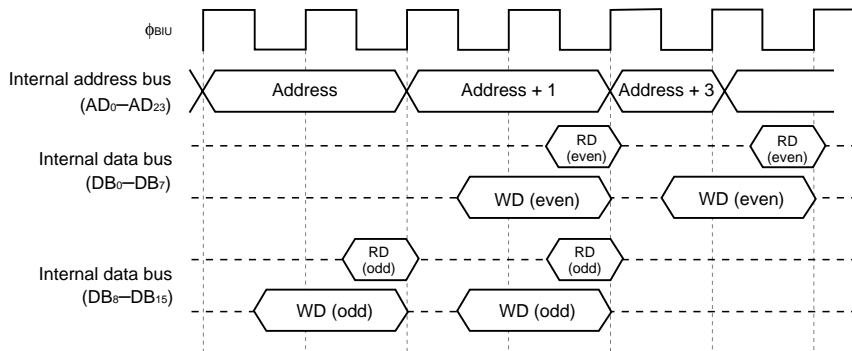 ϕBIU
Internal address bus
(AD0–AD23)
Address
Address + 1
Address + 3
Internal data bus
(DB0–DB7)
RD
(even)
RD
(even)
WD (even)
WD (even)
Internal data bus
(DB8–DB15)
RD
(odd)
RD
(odd)
WD (odd)
WD (odd)